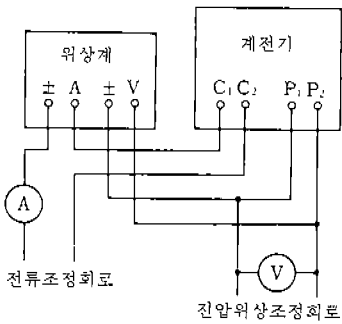 위상계
계전기
± A ± V
C₁ C₂ P₁ P₂
A
V
전류조정회로
전압위상조정회로